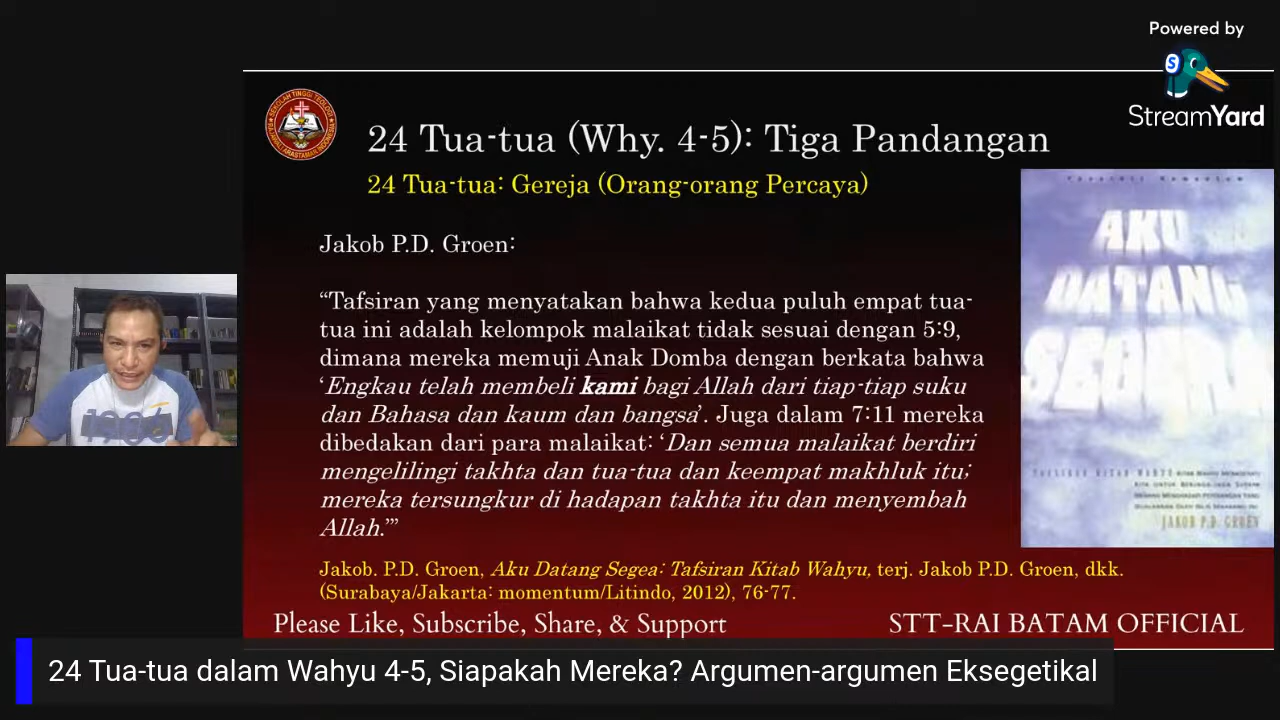 Powered by
StreamYard
24 Tua-tua (Why. 4-5): Tiga Pandangan
24 Tua-tua: Gereja (Orang-orang Percaya)
Jakob P.D. Groen:
“Tafsiran yang menyatakan bahwa kedua puluh empat tua-
tua ini adalah kelompok malaikat tidak sesuai dengan 5:9,
dimana mereka memuji Anak Domba dengan berkata bahwa
‘Engkau telah membeli kami bagi Allah dari tiap-tiap suku
dan Bahasa dan kaum dan bangsa’. Juga dalam 7:11 mereka
dibedakan dari para malaikat: ‘Dan semua malaikat berdiri
mengelilingi takhta dan tua-tua dan keempat makhluk itu;
mereka tersungkur di hadapan takhta itu dan menyembah
Allah.’”
Jakob. P.D. Groen, Aku Datang Segea: Tafsiran Kitab Wahyu, terj. Jakob P.D. Groen, dkk.
(Surabaya/Jakarta: momentum/Litindo, 2012), 76-77.
AKU
DATANG
SEGERA
TAFSIRAN KITAB WAHYU
JAKOB P.D. GROEN
1906
Please Like, Subscribe, Share, & Support
STT-RAI BATAM OFFICIAL
24 Tua-tua dalam Wahyu 4-5, Siapakah Mereka? Argumen-argumen Eksegetikal